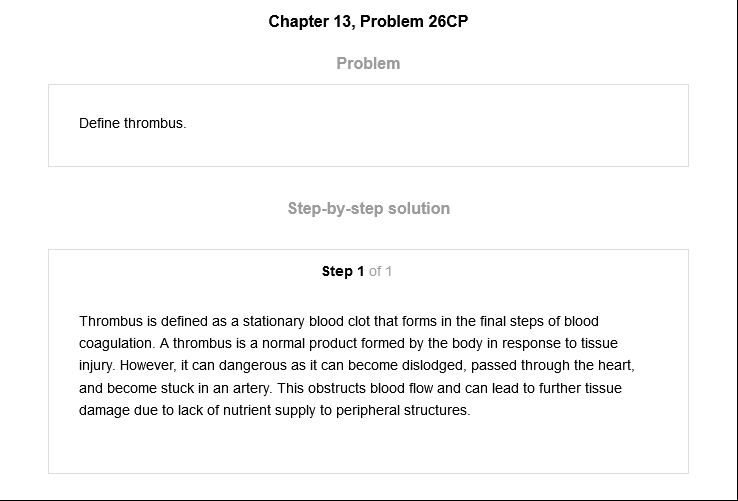 Chapter 13, Problem 26CP
Problem
Define thrombus.
Step-by-step solution
Step 1 of 1
Thrombus is defined as a stationary blood clot that forms in the final steps of blood
coagulation. A thrombus is a normal product formed by the body in response to tissue
injury. However, it can dangerous as it can become dislodged, passed through the heart,
and become stuck in an artery. This obstructs blood flow and can lead to further tissue
damage due to lack of nutrient supply to peripheral structures.